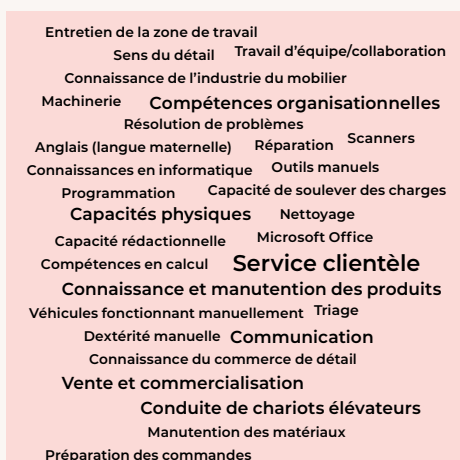 Entretien de la zone de travail
Sens du détail Travail d’équipe/collaboration
Connaissance de l’industrie du mobilier
Machinerie Compétences organisationnelles
Résolution de problèmes
Anglais (langue maternelle) Réparation Scanners
Connaissances en informatique Outils manuels
Programmation Capacité de soulever des charges
Capacités physiques Nettoyage
Capacité rédactionnelle Microsoft Office
Compétences en calcul Service clientèle
Connaissance et manutention des produits
Véhicules fonctionnant manuellement Triage
Dextérité manuelle Communication
Connaissance du commerce de détail
Vente et commercialisation
Conduite de chariots élévateurs
Manutention des matériaux
Préparation des commandes